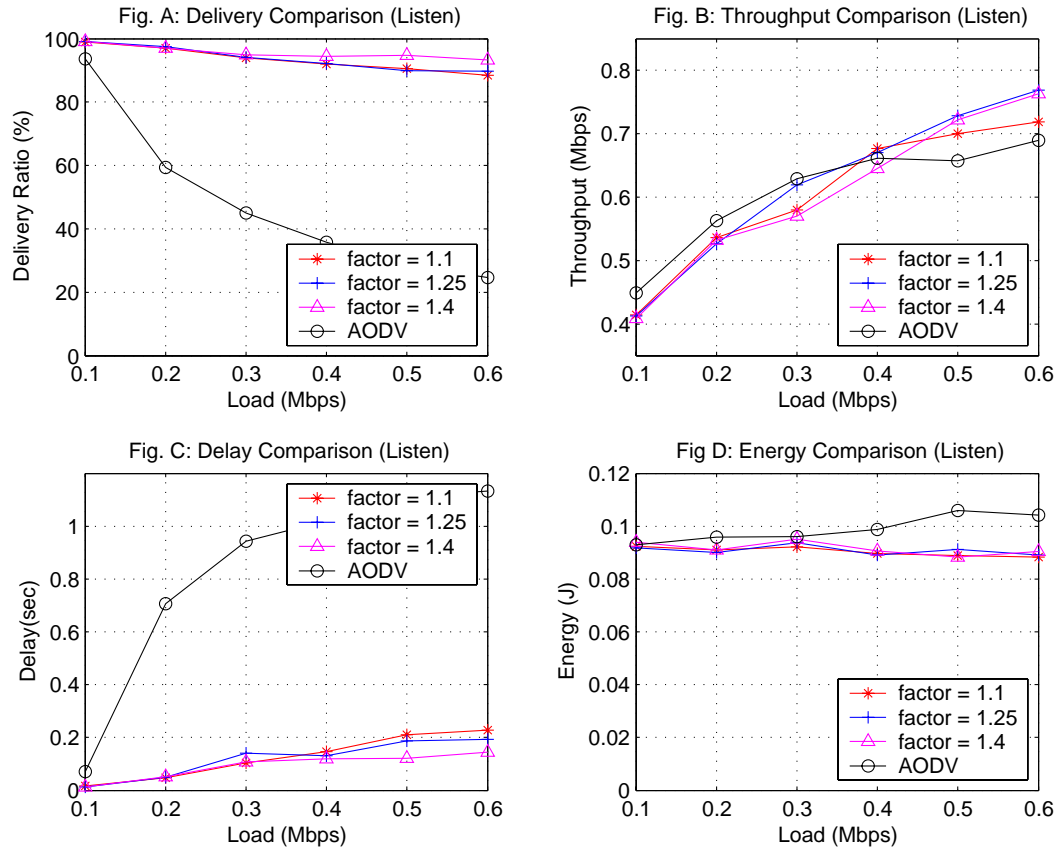 Fig. A: Delivery Comparison (Listen)
100
80
60
40
20
0
Delivery Ratio (%)
factor = 1.1
factor = 1.25
factor = 1.4
AODV
0.1 0.2 0.3 0.4 0.5 0.6
Load (Mbps)
Fig. B: Throughput Comparison (Listen)
0.8
0.7
0.6
0.5
0.4
Throughput (Mbps)
factor = 1.1
factor = 1.25
factor = 1.4
AODV
0.1 0.2 0.3 0.4 0.5 0.6
Load (Mbps)
Fig. C: Delay Comparison (Listen)
1
0.8
0.6
0.4
0.2
0
Delay(sec)
factor = 1.1
factor = 1.25
factor = 1.4
AODV
0.1 0.2 0.3 0.4 0.5 0.6
Load (Mbps)
Fig D: Energy Comparison (Listen)
0.12
0.1
0.08
0.06
0.04
0.02
0
Energy (J)
factor = 1.1
factor = 1.25
factor = 1.4
AODV
0.1 0.2 0.3 0.4 0.5 0.6
Load (Mbps)